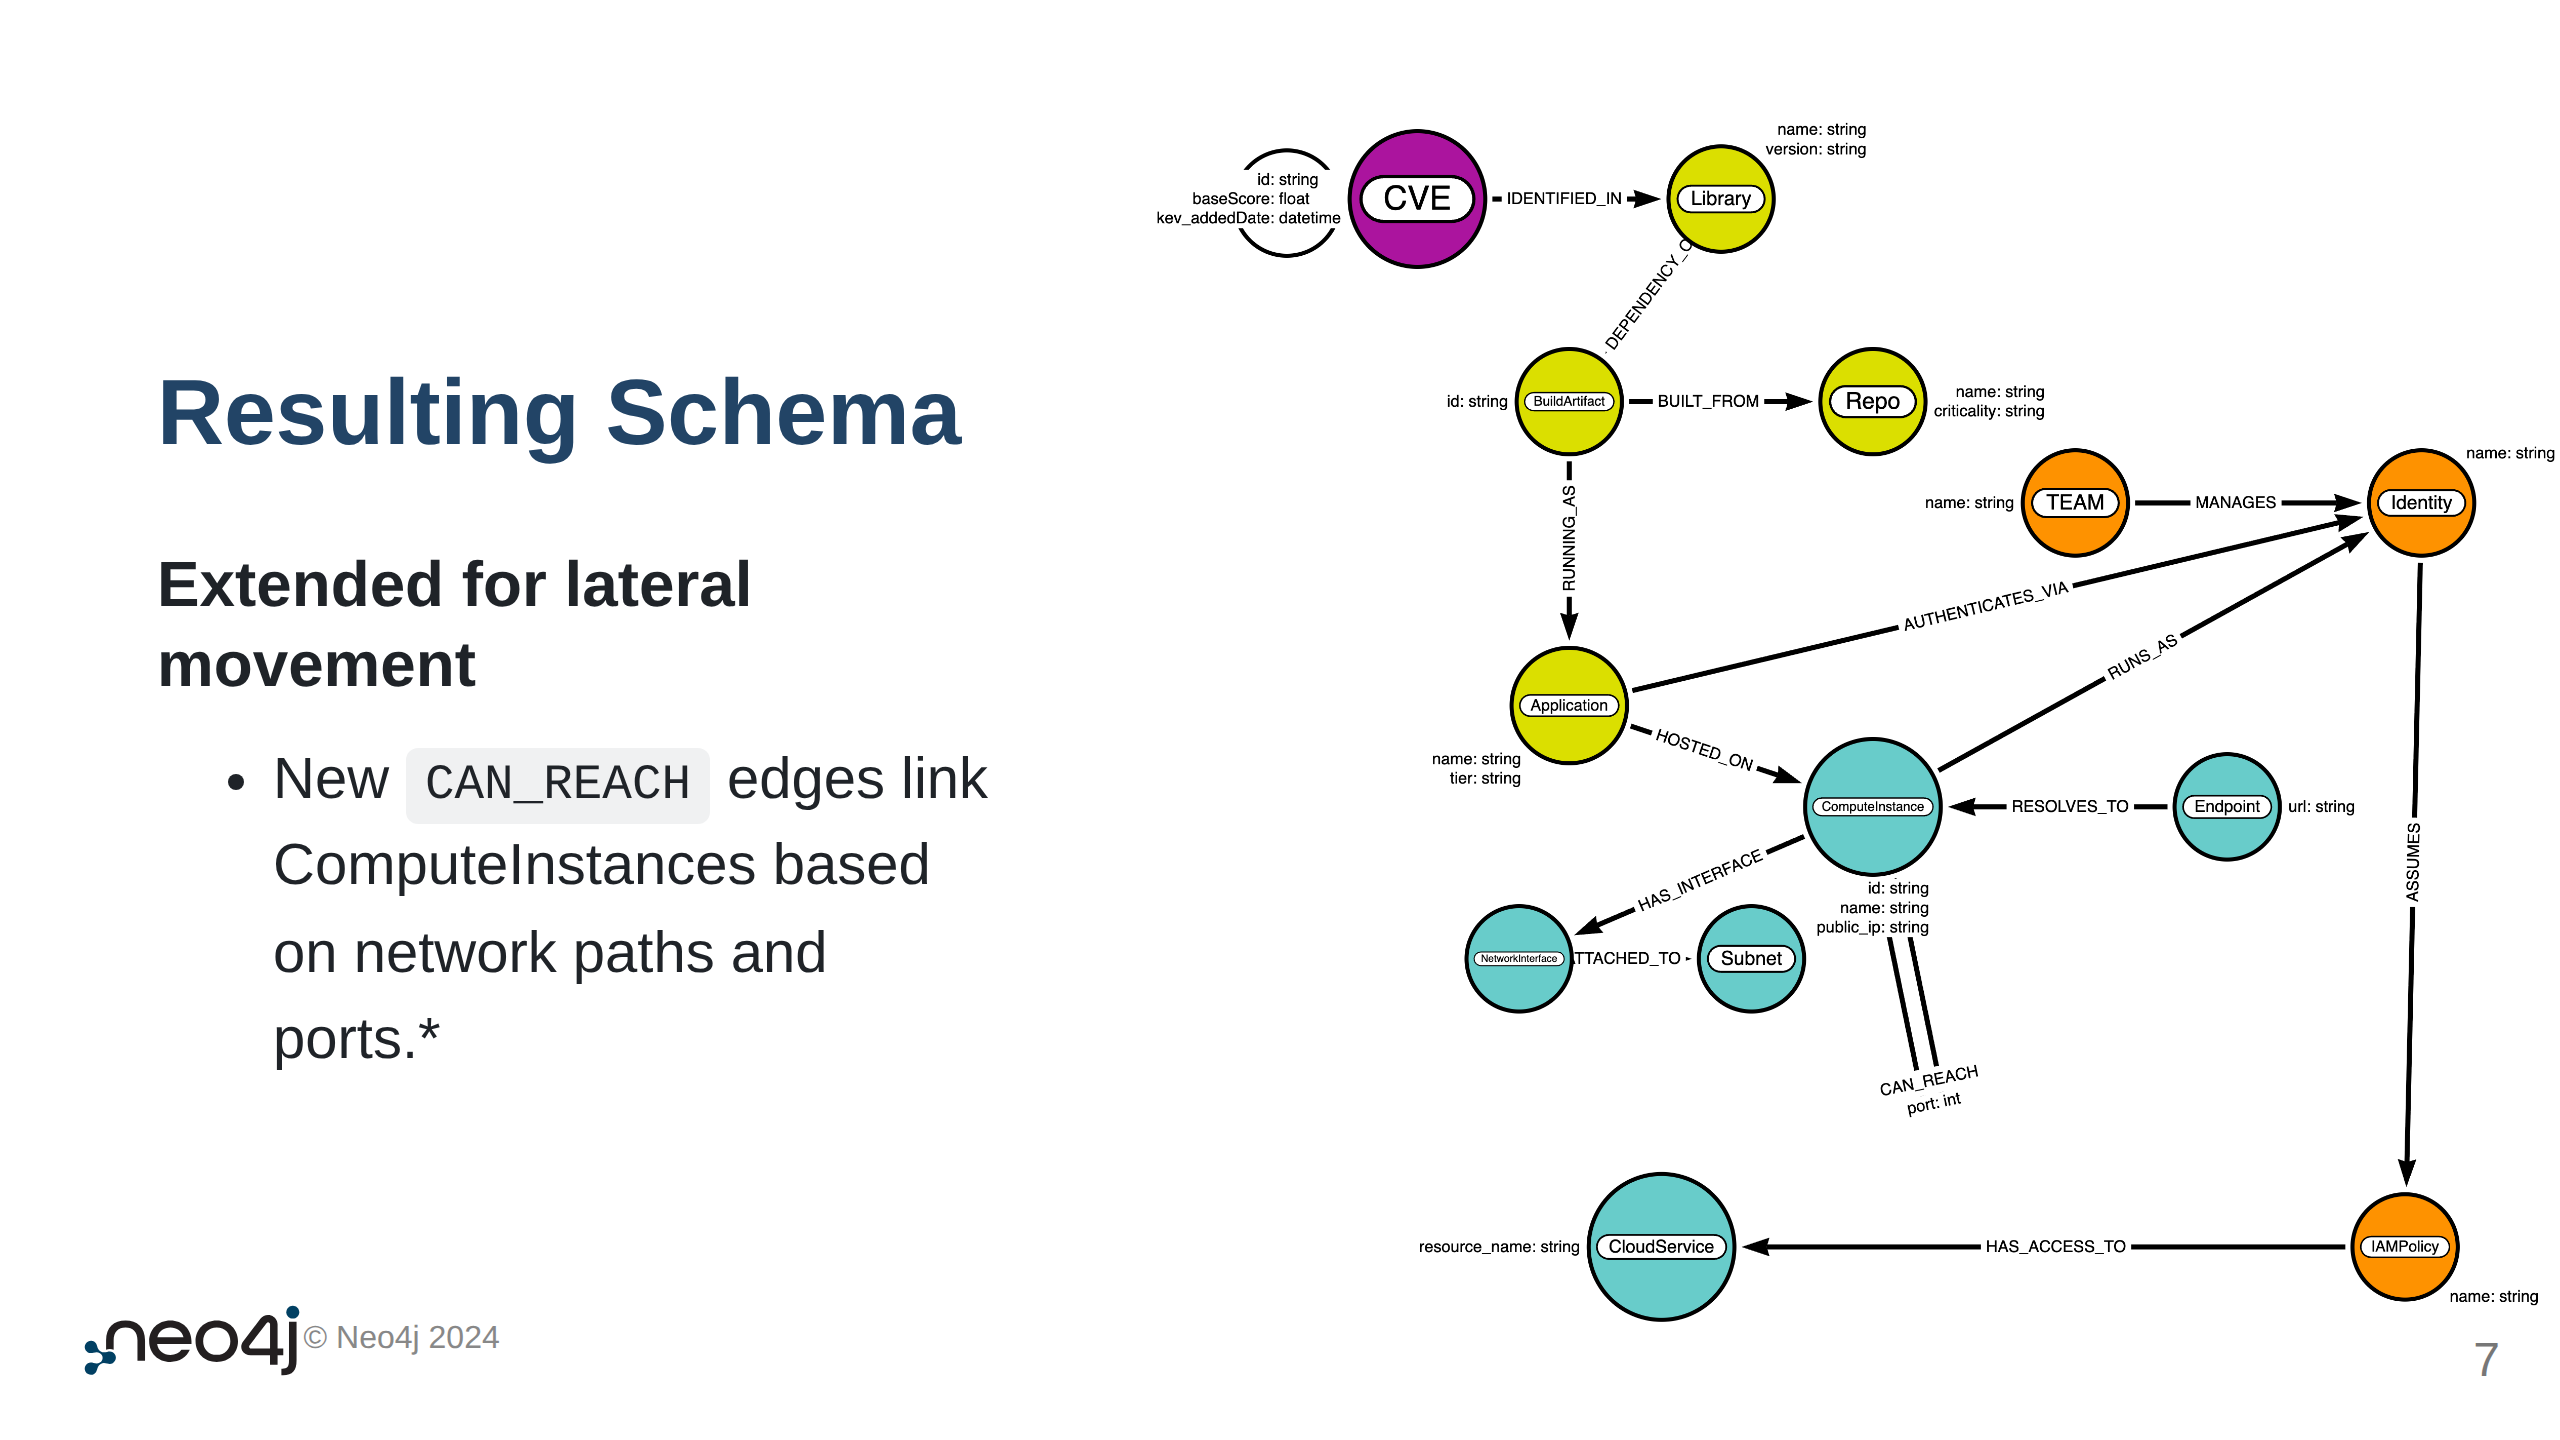 Resulting Schema
Extended for lateral
movement
• New CAN_REACH edges link
ComputeInstances based
on network paths and
ports.*
name: string
version: string
id: string
baseScore: float
kev_addedDate: datetime
CVE
IDENTIFIED_IN
Library
DEPENDENCY_O
id: string
BuildArtifact
BUILT_FROM
Repo
name: string
criticality: string
name: string
name: string
TEAM
MANAGES
Identity
RUNNING_AS
AUTHENTICATES_VIA
RUNS_AS
Application
name: string
tier: string
HOSTED_ON
ComputeInstance
RESOLVES_TO
Endpoint
url: string
HAS_INTERFACE
ASSUMES
id: string
name: string
public_ip: string
NetworkInterface
TTACHED_TO
Subnet
CAN_REACH
port: int
resource_name: string
CloudService
HAS_ACCESS_TO
IAMPolicy
name: string
neo4j © Neo4j 2024
7